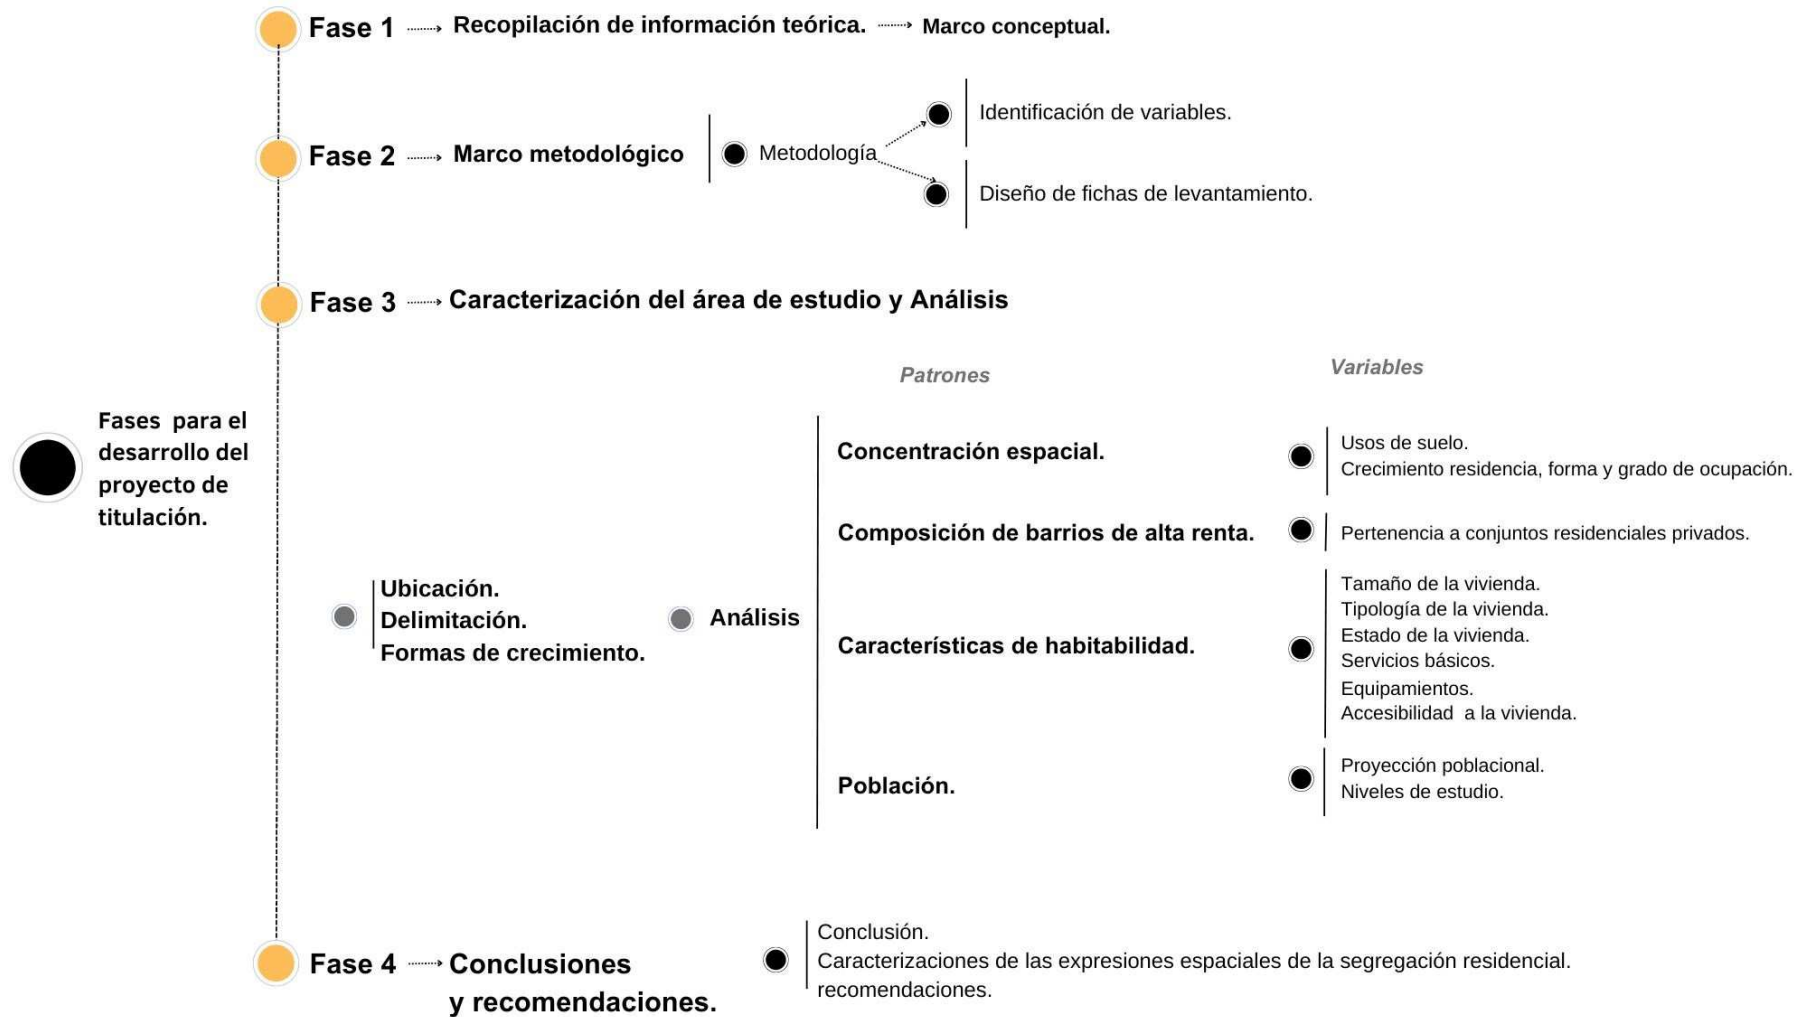 Fase 1
Recopilación de información teórica.
Marco conceptual.
Fase 2
Marco metodológico
Metodología
Identificación de variables.
Diseño de fichas de levantamiento.
Fase 3
Caracterización del área de estudio y Análisis
Fases para el
desarrollo del
proyecto de
titulación.
Ubicación.
Delimitación.
Formas de crecimiento.
Análisis
Patrones
Variables
Concentración espacial.
Usos de suelo.
Crecimiento residencia, forma y grado de ocupación.
Composición de barrios de alta renta.
Pertenencia a conjuntos residenciales privados.
Características de habitabilidad.
Tamaño de la vivienda.
Tipología de la vivienda.
Estado de la vivienda.
Servicios básicos.
Equipamientos.
Accesibilidad a la vivienda.
Población.
Proyección poblacional.
Niveles de estudio.
Fase 4
Conclusiones
y recomendaciones.
Conclusión.
Caracterizaciones de las expresiones espaciales de la segregación residencial.
recomendaciones.